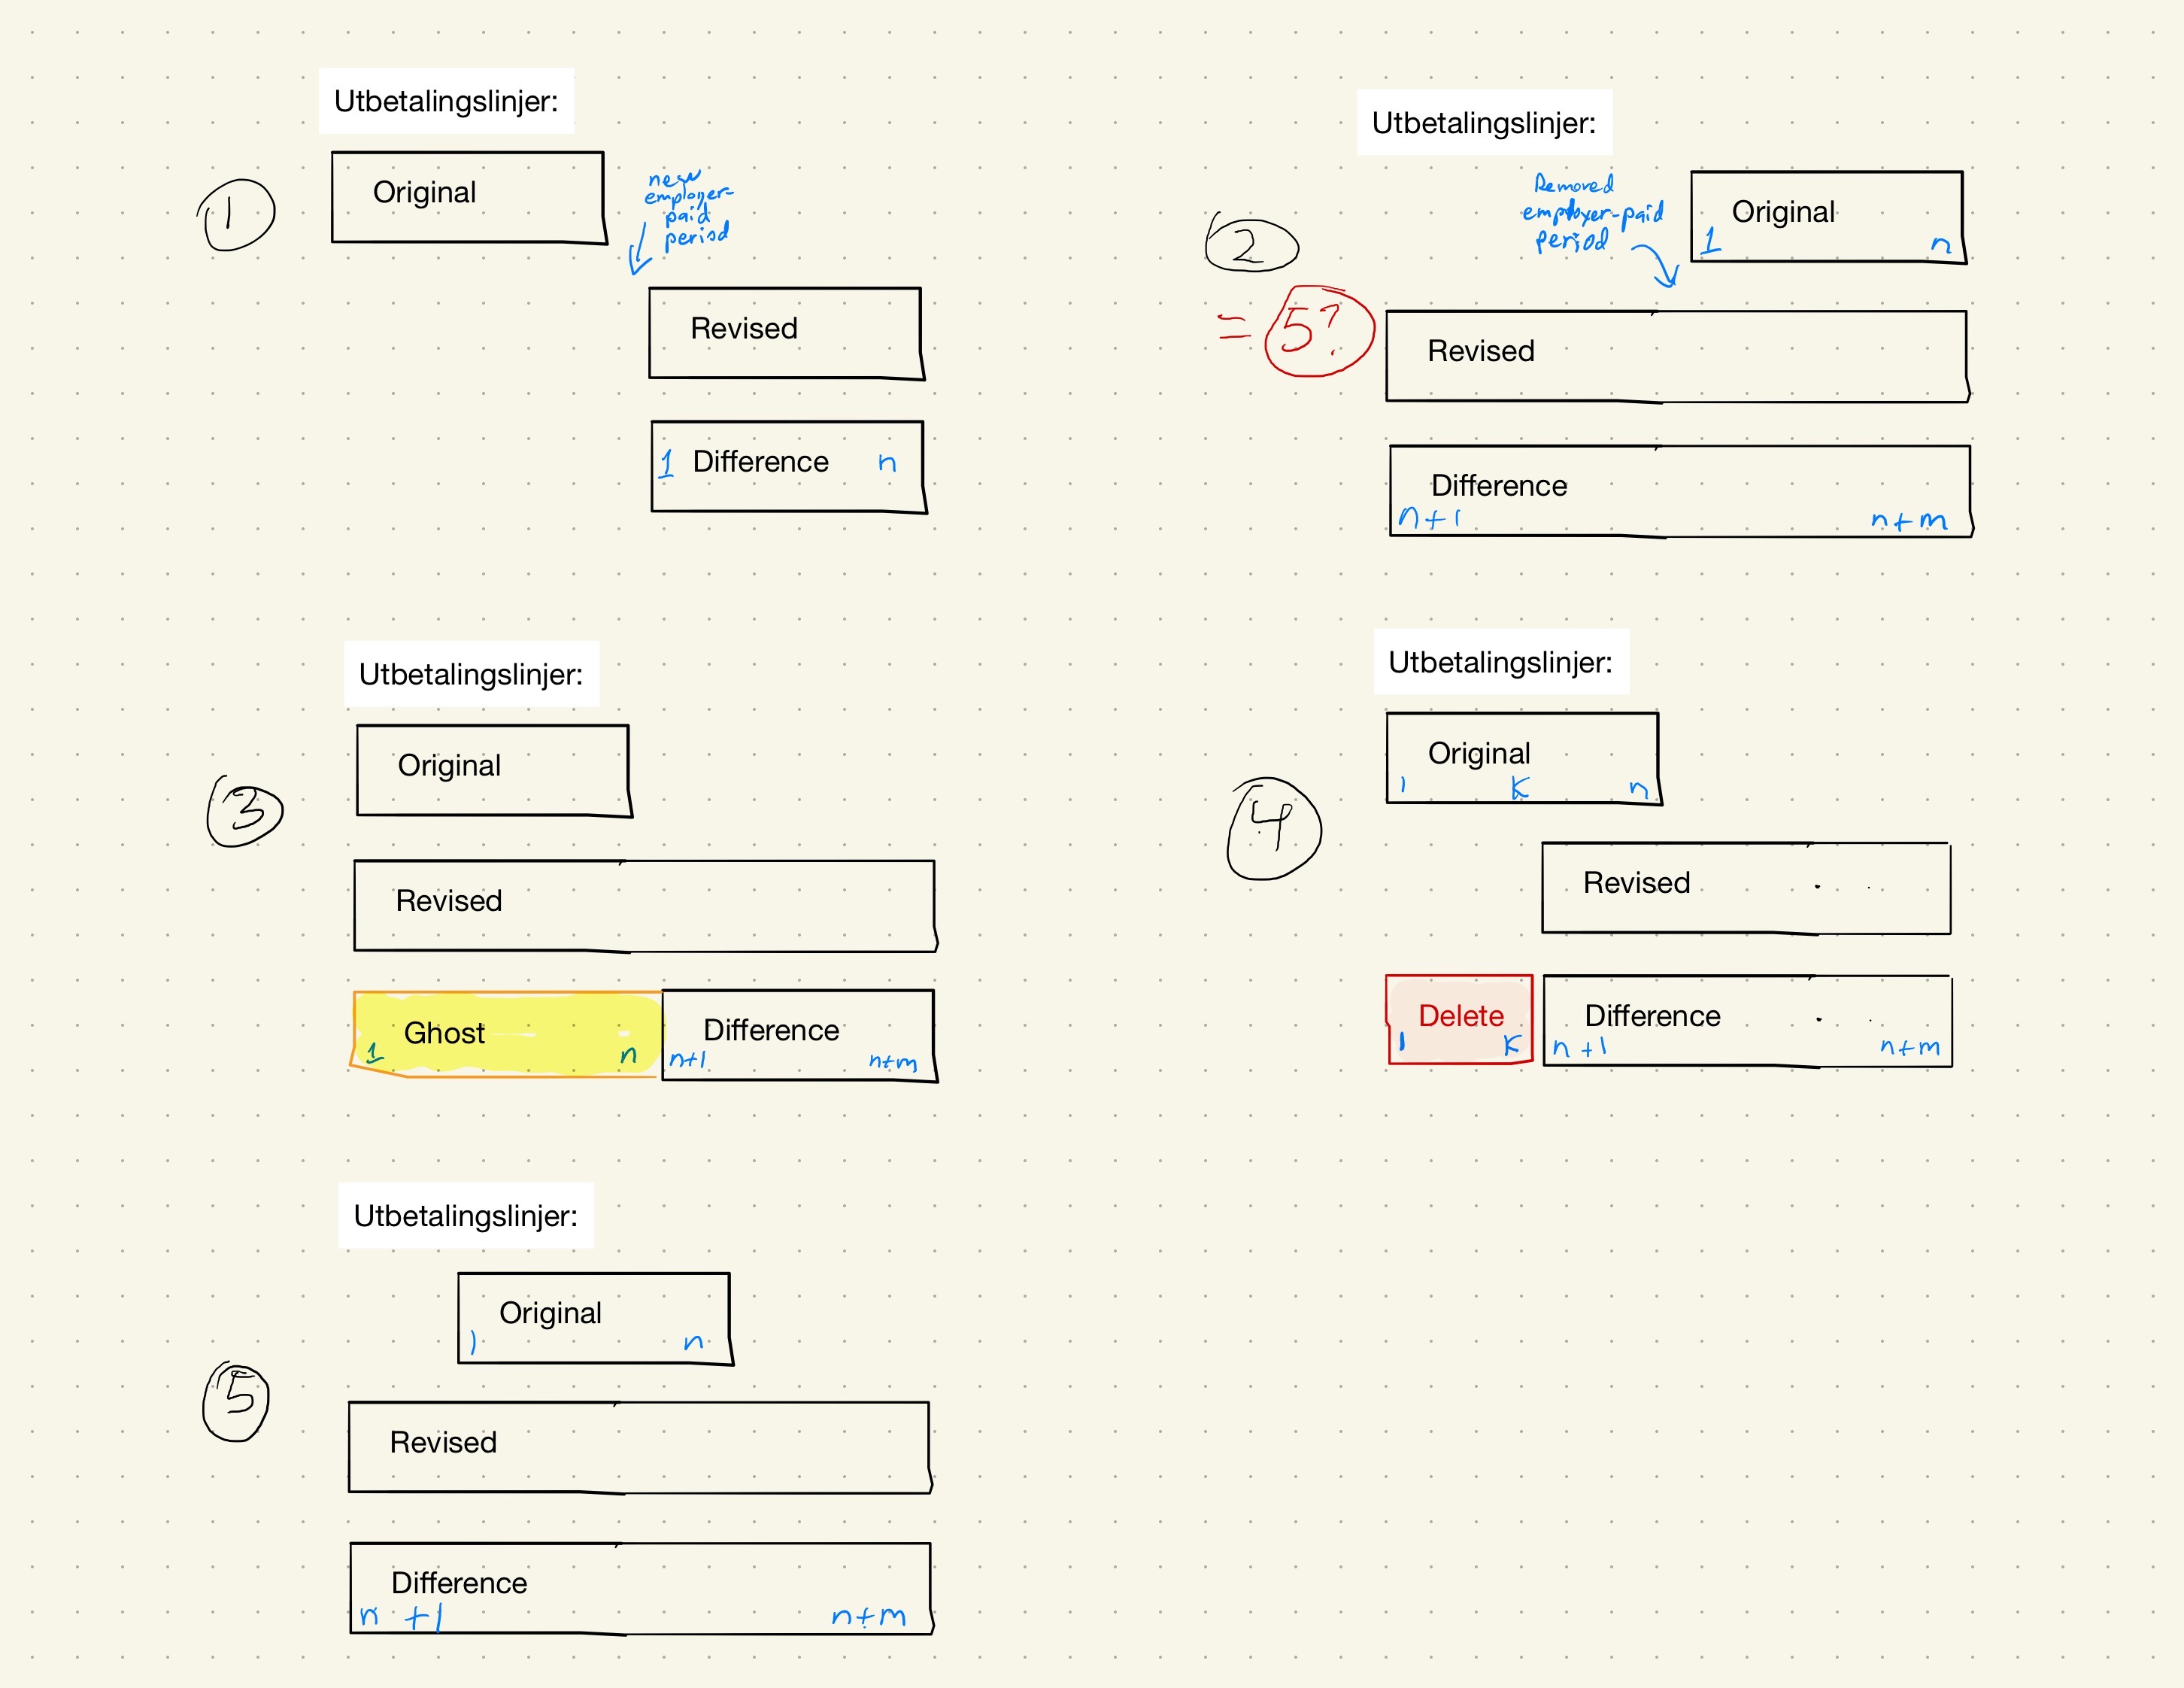 Utbetalingslinjer:
1
Original
new
employer-
paid
period
Revised
1 Difference n
Utbetalingslinjer:
2
= 5?
Removed
employer-paid
period
Original
1 n
Revised
Difference
n+1 n+m
Utbetalingslinjer:
3
Original
Revised
Ghost
1 n
Difference
n+1 n+m
Utbetalingslinjer:
4
Original
1 K n
Revised
Delete
1 K
Difference
n+1 n+m
Utbetalingslinjer:
5
Original
1 n
Revised
Difference
n+1 n+m